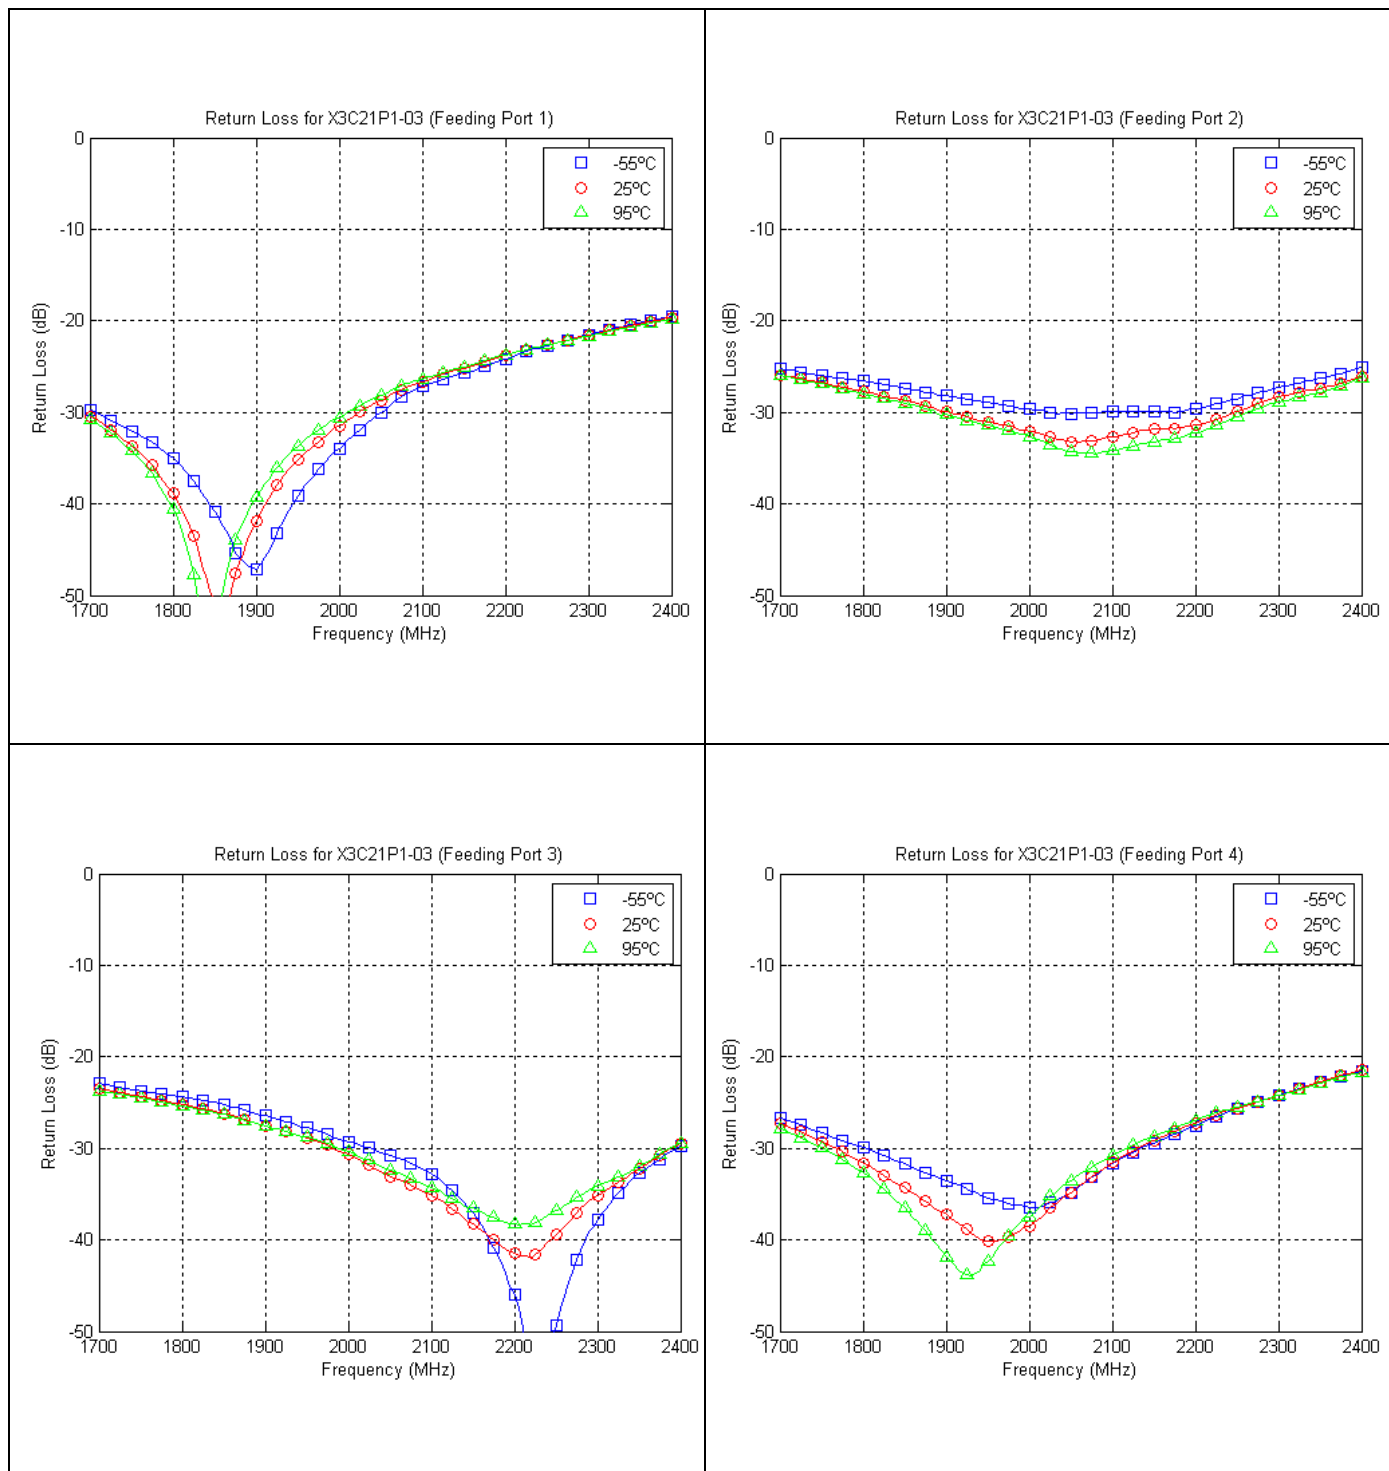 Return Loss for X3C21P1-03 (Feeding Port 1)
0
-10
-20
-30
-40
-50
Return Loss (dB)
-55ºC
25ºC
95ºC
1700 1800 1900 2000 2100 2200 2300 2400
Frequency (MHz)
Return Loss for X3C21P1-03 (Feeding Port 2)
0
-10
-20
-30
-40
-50
Return Loss (dB)
-55ºC
25ºC
95ºC
1700 1800 1900 2000 2100 2200 2300 2400
Frequency (MHz)
Return Loss for X3C21P1-03 (Feeding Port 3)
0
-10
-20
-30
-40
-50
Return Loss (dB)
-55ºC
25ºC
95ºC
1700 1800 1900 2000 2100 2200 2300 2400
Frequency (MHz)
Return Loss for X3C21P1-03 (Feeding Port 4)
0
-10
-20
-30
-40
-50
Return Loss (dB)
-55ºC
25ºC
95ºC
1700 1800 1900 2000 2100 2200 2300 2400
Frequency (MHz)